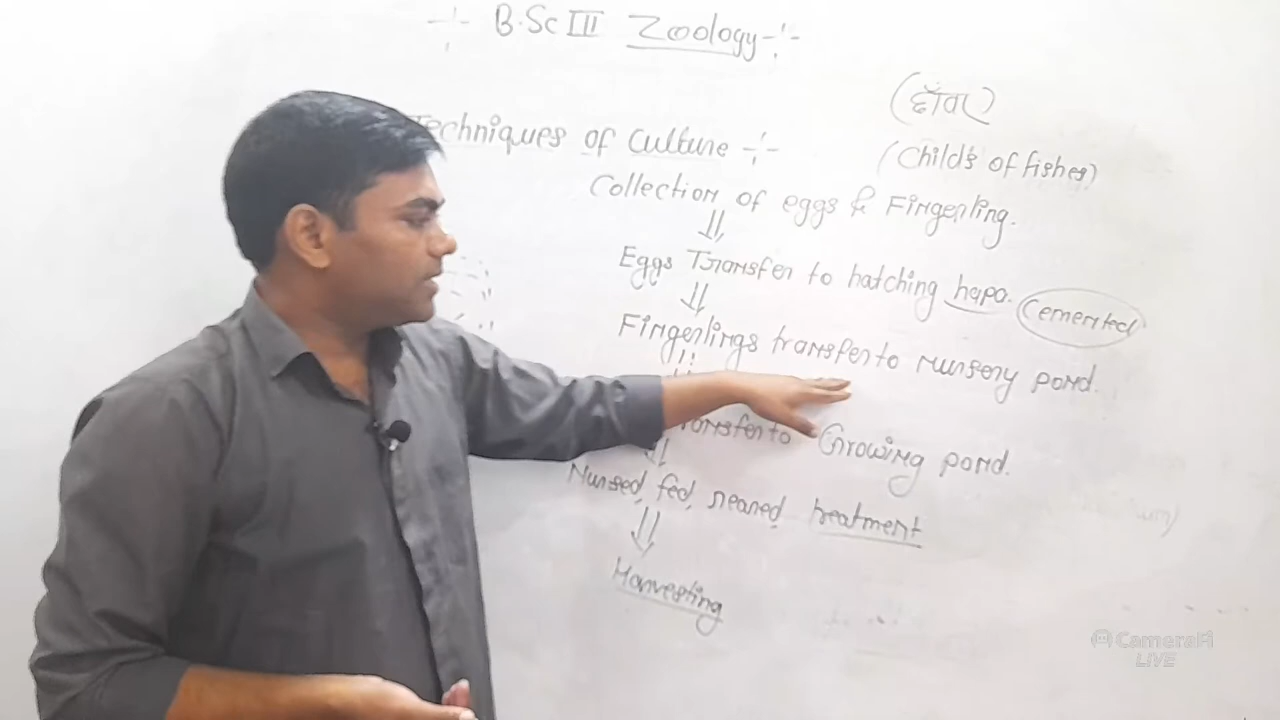 B.Sc III Zoology
Techniques of Culture
(Child's of fishes)
Collection of eggs & Fingerling.
Eggs Transfer to hatching hapa. Cemented
Fingerlings transfer to nursery pond.
Transfer to Growing pond.
Nursed, fed, reared, treatment
Harvesting
CameraFi
LIVE